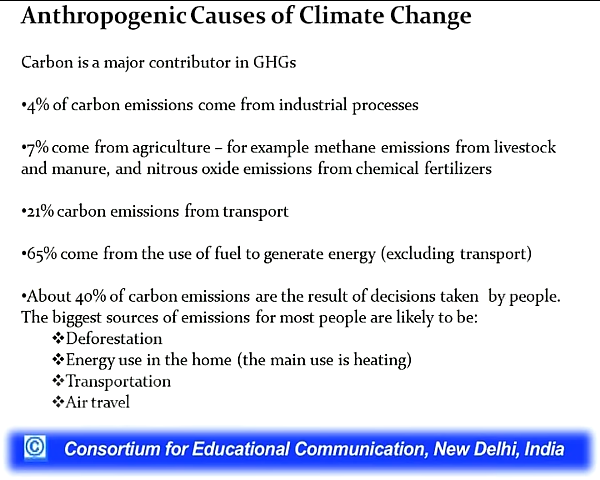 Anthropogenic Causes of Climate Change
Carbon is a major contributor in GHGs
•4% of carbon emissions come from industrial processes
•7% come from agriculture – for example methane emissions from livestock
and manure, and nitrous oxide emissions from chemical fertilizers
•21% carbon emissions from transport
•65% come from the use of fuel to generate energy (excluding transport)
•About 40% of carbon emissions are the result of decisions taken by people.
The biggest sources of emissions for most people are likely to be:
❖Deforestation
❖Energy use in the home (the main use is heating)
❖Transportation
❖Air travel
© Consortium for Educational Communication, New Delhi, India